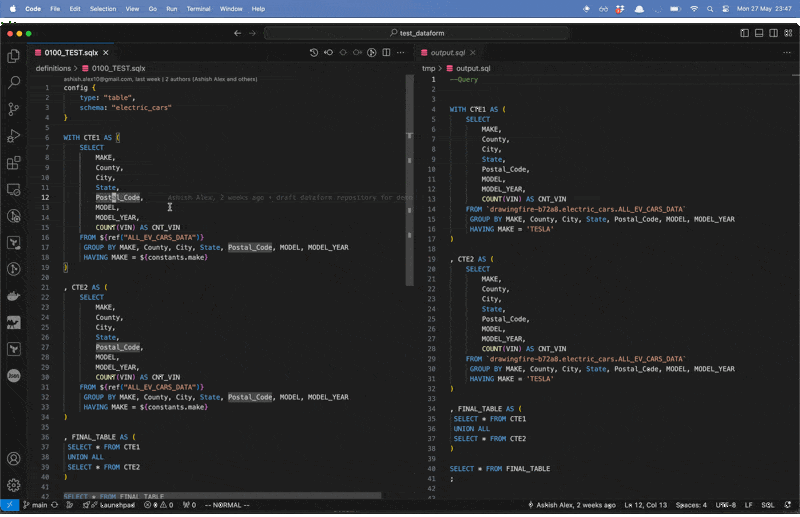 Code File Edit Selection View Go Run Terminal Window Help Mon 27 May 23:47
test_dataform
0100_TEST.sqlx
definitions > 0100_TEST.sqlx
ashish.alex10@gmail.com, last week | 2 authors (Ashish Alex and others)
1 config {
2 type: "table",
3 schema: "electric_cars"
4 }
5
6 WITH CTE1 AS (
7 SELECT
8 MAKE,
9 County,
10 City,
11 State,
12 Postal_Code, Ashish Alex, 2 weeks ago • draft dataform repository for
13 MODEL,
14 MODEL_YEAR,
15 COUNT(VIN) AS CNT_VIN
16 FROM ${ref("ALL_EV_CARS_DATA")}
17 GROUP BY MAKE, County, City, State, Postal_Code, MODEL, MODEL_YEAR
18 HAVING MAKE = ${constants.make}
19 )
20
21 , CTE2 AS (
22 SELECT
23 MAKE,
24 County,
25 City,
26 State,
27 Postal_Code,
28 MODEL,
29 MODEL_YEAR,
30 COUNT(VIN) AS CNT_VIN
31 FROM ${ref("ALL_EV_CARS_DATA")}
32 GROUP BY MAKE, County, City, State, Postal_Code, MODEL, MODEL_YEAR
33 HAVING MAKE = ${constants.make}
34 )
35
36 , FINAL_TABLE AS (
37 SELECT * FROM CTE1
38 UNION ALL
39 SELECT * FROM CTE2
40 )
41
42 SELECT * FROM FINAL_TABLE
output.sql
tmp > output.sql
1 --Query
2
3
4 WITH CTE1 AS (
5 SELECT
6 MAKE,
7 County,
8 City,
9 State,
10 Postal_Code,
11 MODEL,
12 MODEL_YEAR,
13 COUNT(VIN) AS CNT_VIN
14 FROM `drawingfire-b72a8.electric_cars.ALL_EV_CARS_DATA`
15 GROUP BY MAKE, County, City, State, Postal_Code, MODEL, MODEL_YEAR
16 HAVING MAKE = 'TESLA'
17 )
18
19 , CTE2 AS (
20 SELECT
21 MAKE,
22 County,
23 City,
24 State,
25 Postal_Code,
26 MODEL,
27 MODEL_YEAR,
28 COUNT(VIN) AS CNT_VIN
29 FROM `drawingfire-b72a8.electric_cars.ALL_EV_CARS_DATA`
30 GROUP BY MAKE, County, City, State, Postal_Code, MODEL, MODEL_YEAR
31 HAVING MAKE = 'TESLA'
32 )
33
34 , FINAL_TABLE AS (
35 SELECT * FROM CTE1
36 UNION ALL
37 SELECT * FROM CTE2
38 )
39
40 SELECT * FROM FINAL_TABLE
41 ;
42
43
json
main Launchpad 0 0 0 -- NORMAL -- Ashish Alex, 2 weeks ago Ln 12, Col 13 Spaces: 4 UTF-8 LF SQL